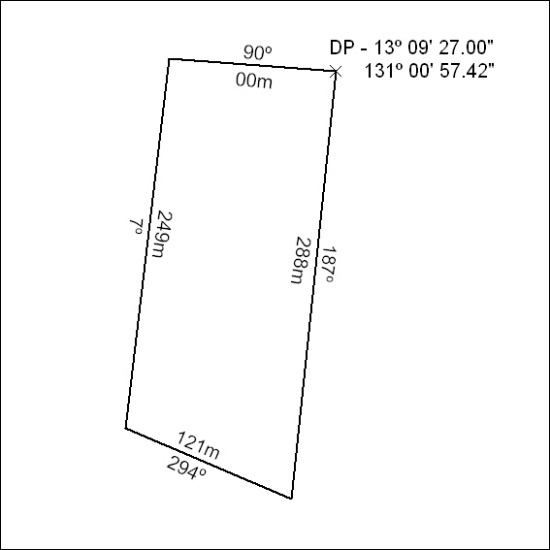 90º
DP - 13º 09' 27.00"
131º 00' 57.42"
00m
7º
249m
288m
187º
121m
294º